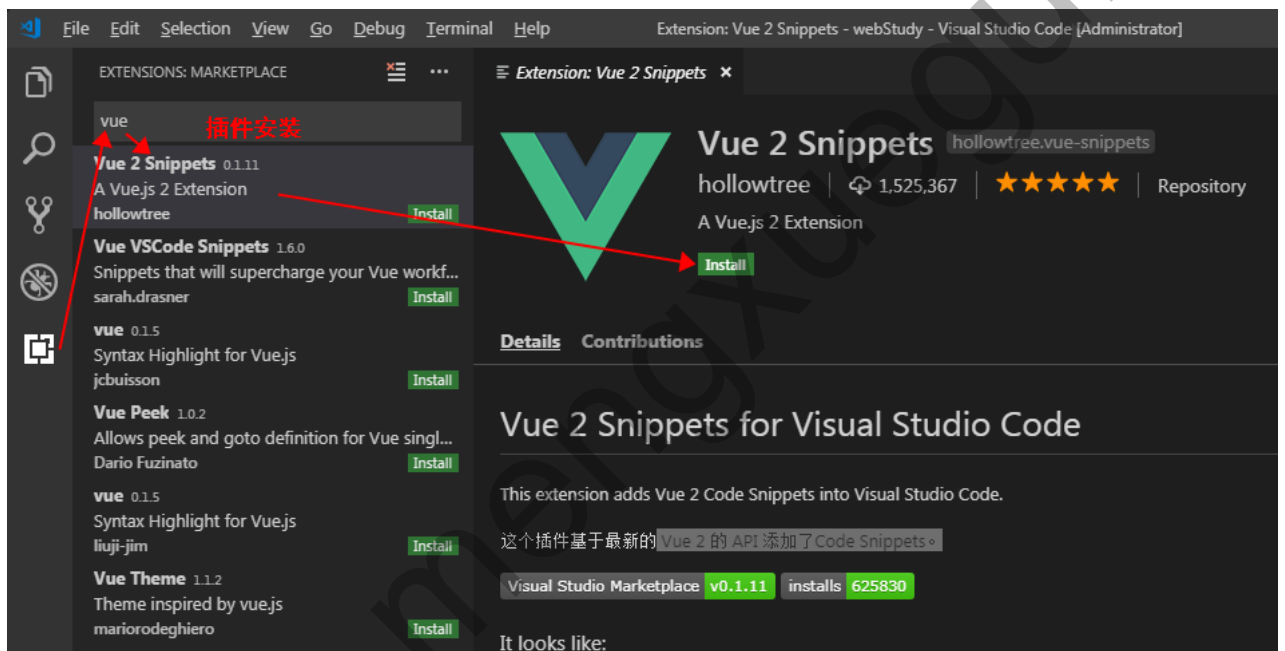 File Edit Selection View Go Debug Terminal Help Extension: Vue 2 Snippets - webStudy - Visual Studio Code [Administrator]
EXTENSIONS: MARKETPLACE
vue
插件安装
Vue 2 Snippets 0.1.11
A Vue.js 2 Extension
hollowtree Install
Vue VSCode Snippets 1.6.0
Snippets that will supercharge your Vue workf...
sarah.drasner Install
vue 0.1.5
Syntax Highlight for Vue.js
jcbuisson Install
Vue Peek 1.0.2
Allows peek and goto definition for Vue singl...
Dario Fuzinato Install
vue 0.1.5
Syntax Highlight for Vue.js
liuji-jim Install
Vue Theme 1.1.2
Theme inspired by vue.js
mariorodeghiero Install
Extension: Vue 2 Snippets
Vue 2 Snippets hollowtree.vue-snippets
hollowtree 1,525,367 Repository
A Vue.js 2 Extension
Install
Details Contributions
Vue 2 Snippets for Visual Studio Code
This extension adds Vue 2 Code Snippets into Visual Studio Code.
这个插件基于最新的 Vue 2 的 API 添加了Code Snippets。
Visual Studio Marketplace v0.1.11 installs 625830
It looks like: